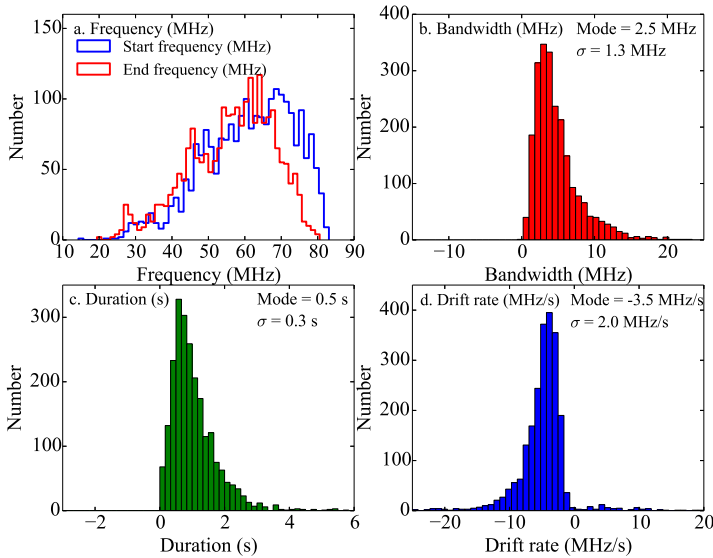 a. Frequency (MHz)
Start frequency (MHz)
End frequency (MHz)
Number
160
150
100
50
0
10 20 30 40 50 60 70 80 90
Frequency (MHz)
b. Bandwidth (MHz)
Mode = 2.5 MHz
σ = 1.3 MHz
Number
400
300
200
100
0
−10 0 10 20
Bandwidth (MHz)
c. Duration (s)
Mode = 0.5 s
σ = 0.3 s
Number
300
200
100
0
−2 0 2 4 6
Duration (s)
d. Drift rate (MHz/s)
Mode = -3.5 MHz/s
σ = 2.0 MHz/s
Number
400
300
200
100
0
−20 −10 0 10 20
Drift rate (MHz/s)